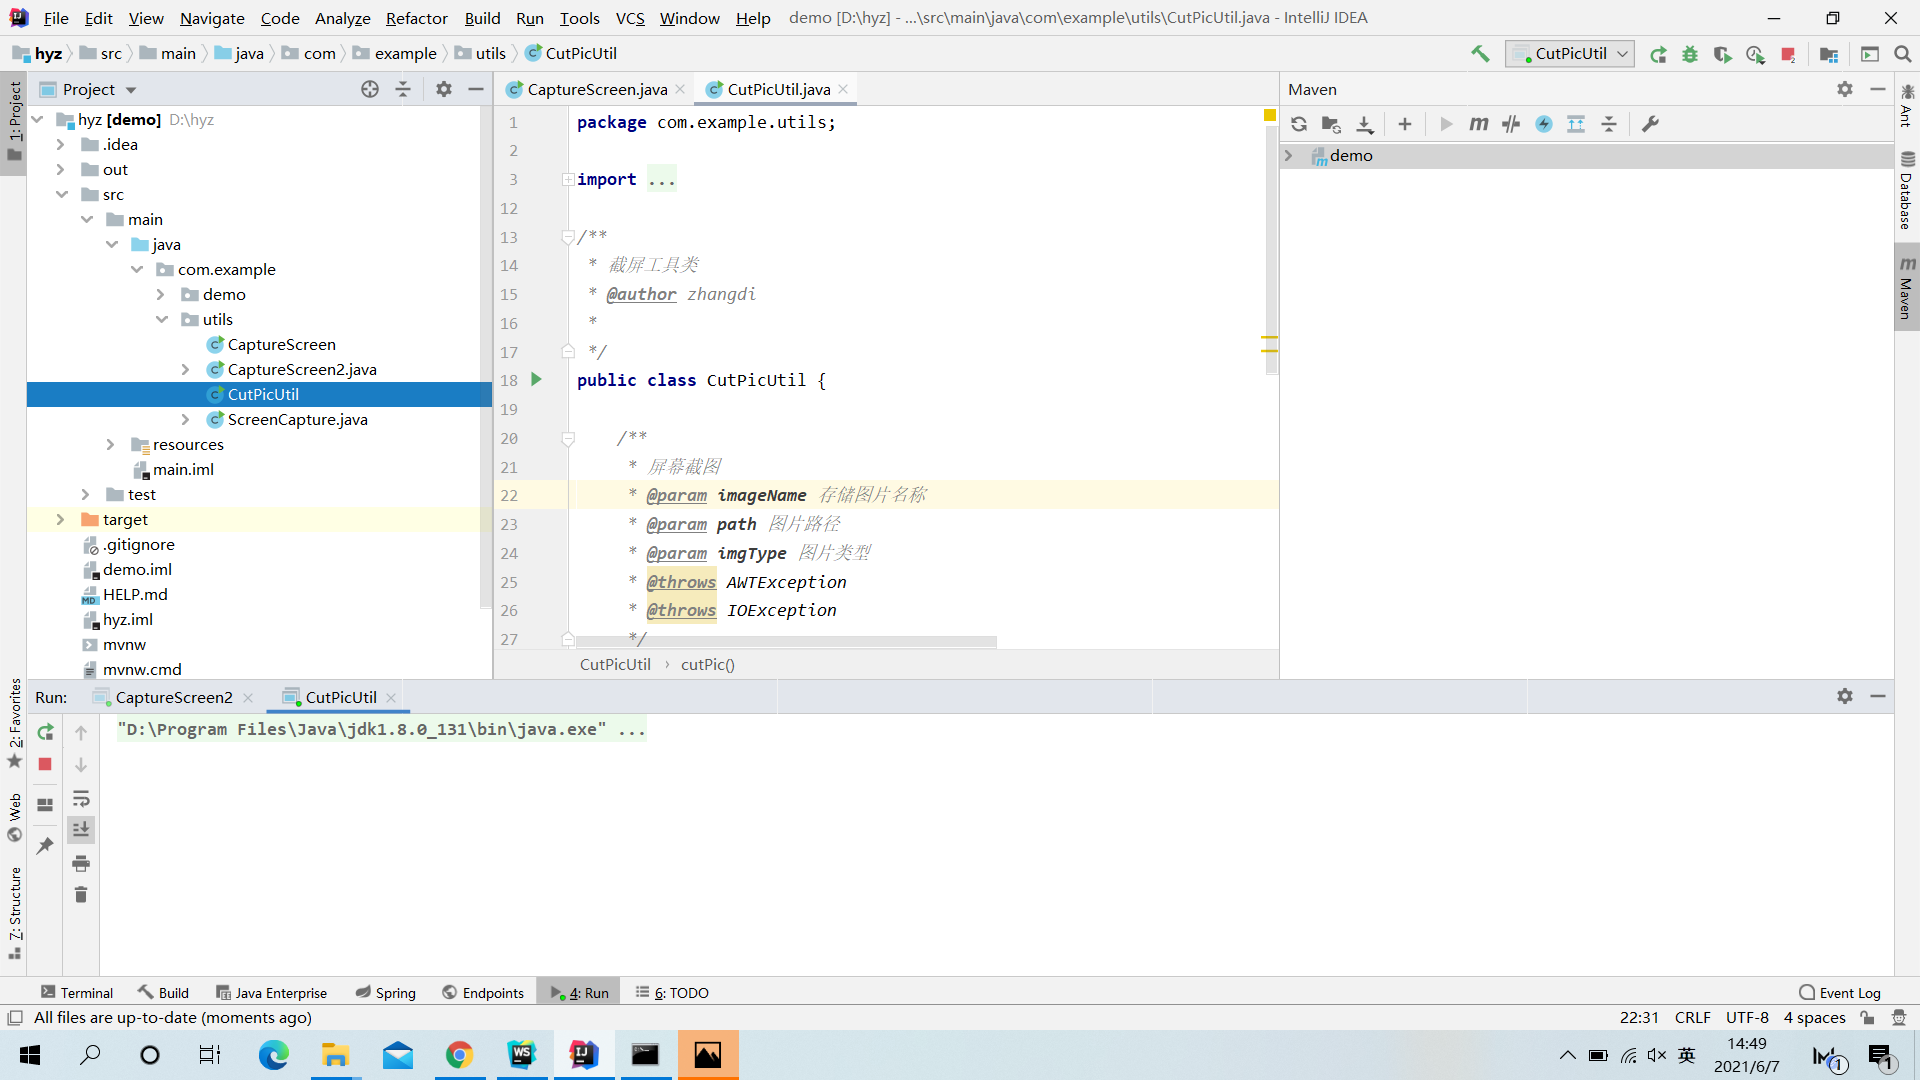 File Edit View Navigate Code Analyze Refactor Build Run Tools VCS Window Help demo [D:\hyz] - ...\src\main\java\com\example\utils\CutPicUtil.java - IntelliJ IDEA
hyz src main java com example utils CutPicUtil
CutPicUtil
1: Project
Project
hyz [demo] D:\hyz
.idea
out
src
main
java
com.example
demo
utils
CaptureScreen
CaptureScreen2.java
CutPicUtil
ScreenCapture.java
resources
main.iml
test
target
.gitignore
demo.iml
HELP.md
hyz.iml
mvnw
mvnw.cmd
CaptureScreen.java CutPicUtil.java
1 package com.example.utils;
2
3 import ...
12
13 /**
14 * 截屏工具类
15 * @author zhangdi
16 *
17 */
18 public class CutPicUtil {
19
20 /**
21 * 屏幕截图
22 * @param imageName 存储图片名称
23 * @param path 图片路径
24 * @param imgType 图片类型
25 * @throws AWTException
26 * @throws IOException
27 */
CutPicUtil › cutPic()
Maven
demo
Ant
Database
Maven
2: Favorites
Web
7: Structure
Run: CaptureScreen2 CutPicUtil
"D:\Program Files\Java\jdk1.8.0_131\bin\java.exe" ...
Terminal Build Java Enterprise Spring Endpoints 4: Run 6: TODO Event Log
All files are up-to-date (moments ago) 22:31 CRLF UTF-8 4 spaces
英 14:49
2021/6/7
1
1